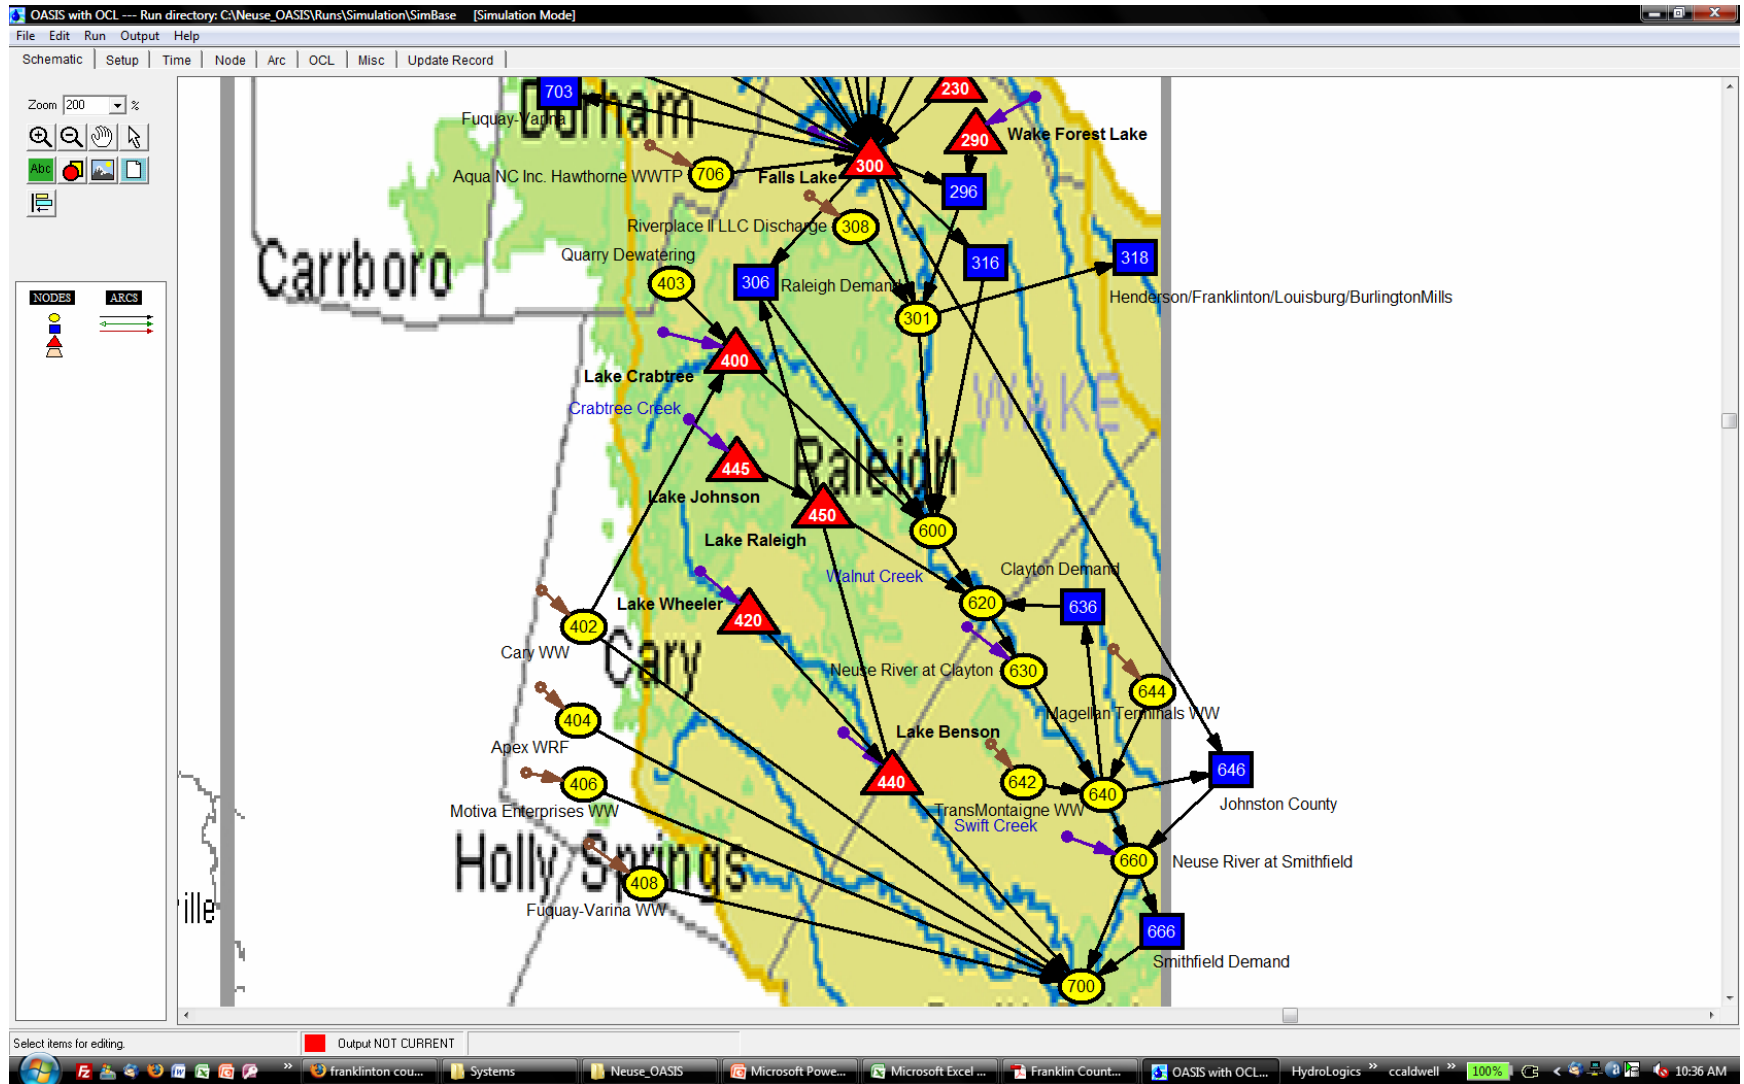 OASIS with OCL --- Run directory: C:\Neuse_OASIS\Runs\Simulation\SimBase [Simulation Mode]
File Edit Run Output Help
Schematic Setup Time Node Arc OCL Misc Update Record
Zoom 200 %
Abc
NODES ARCS
703
Durham
Fuquay-Varina
230
290
Wake Forest Lake
300
Aqua NC Inc. Hawthorne WWTP
706
Falls Lake
296
Riverplace II LLC Discharge
308
Carrboro
Quarry Dewatering
403
306
Raleigh Demand
316
318
Henderson/Franklinton/Louisburg/BurlingtonMills
301
400
Lake Crabtree
WAKE
Crabtree Creek
445
Raleigh
Lake Johnson
450
Lake Raleigh
600
Walnut Creek
Clayton Demand
Lake Wheeler
420
620
636
402
Cary WW
Cary
Neuse River at Clayton
630
644
Magellan Terminals WW
404
Apex WRF
Lake Benson
406
Motiva Enterprises WW
440
642
640
646
TransMontaigne WW
Johnston County
Swift Creek
Holly Springs
660
Neuse River at Smithfield
408
Fuquay-Varina WW
ville
666
Smithfield Demand
700
Select items for editing.
Output NOT CURRENT
franklinton cou...
Systems
Neuse_OASIS
Microsoft Powe...
Microsoft Excel ...
Franklin Count...
OASIS with OCL...
HydroLogics
ccaldwell
100%
10:36 AM